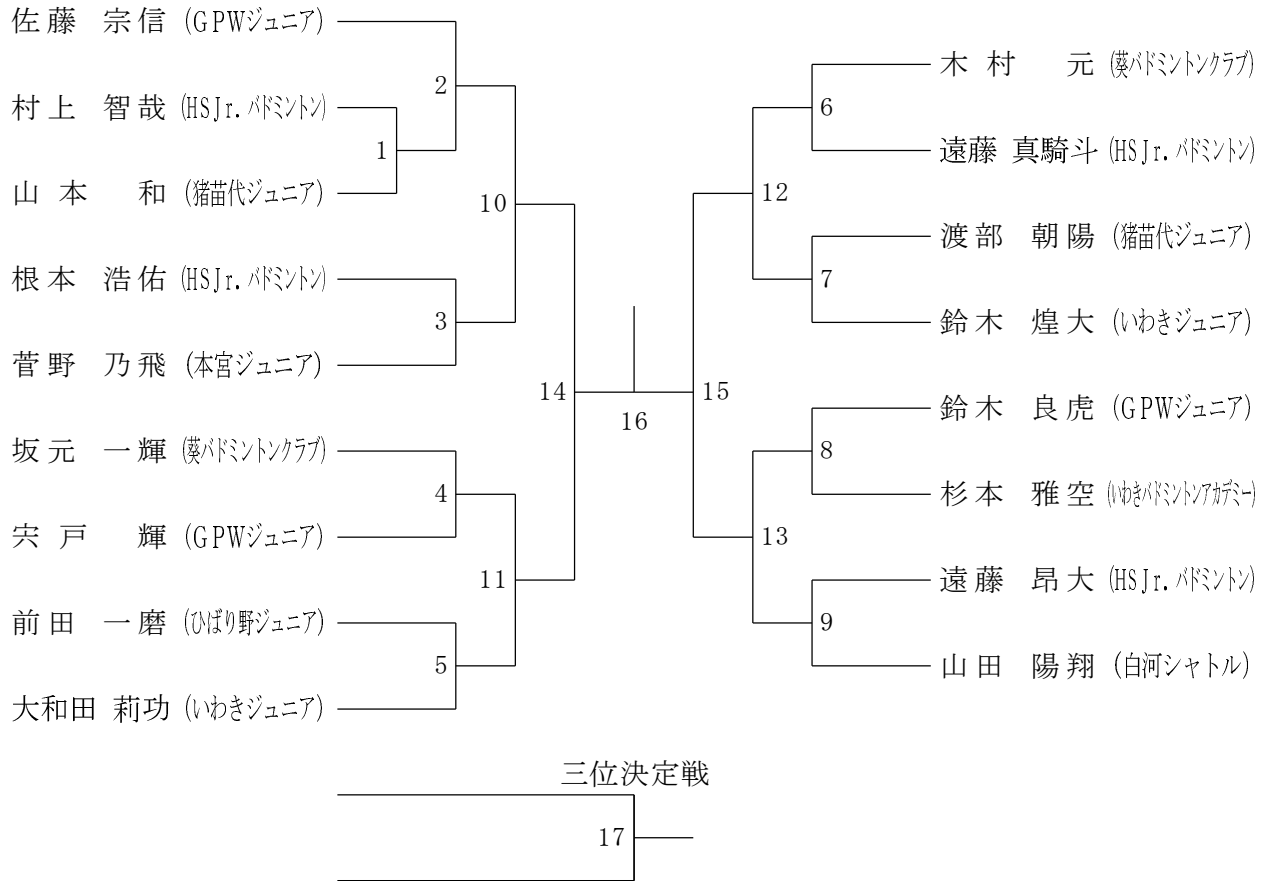 佐藤 宗信 (GPWジュニア)
村上 智哉 (HSJr.バドミントン)
山本 和 (猪苗代ジュニア)
根本 浩佑 (HSJr.バドミントン)
菅野 乃飛 (本宮ジュニア)
坂元 一輝 (葵バドミントンクラブ)
宍戸 輝 (GPWジュニア)
前田 一磨 (ひばり野ジュニア)
大和田 莉功 (いわきジュニア)
2
1
10
3
14
4
11
5
16
木村 元 (葵バドミントンクラブ)
遠藤 真騎斗 (HSJr.バドミントン)
渡部 朝陽 (猪苗代ジュニア)
鈴木 煌大 (いわきジュニア)
鈴木 良虎 (GPWジュニア)
杉本 雅空 (いわきバドミントンアカデミー)
遠藤 昂大 (HSJr.バドミントン)
山田 陽翔 (白河シャトル)
6
12
7
15
8
13
9
三位決定戦
17